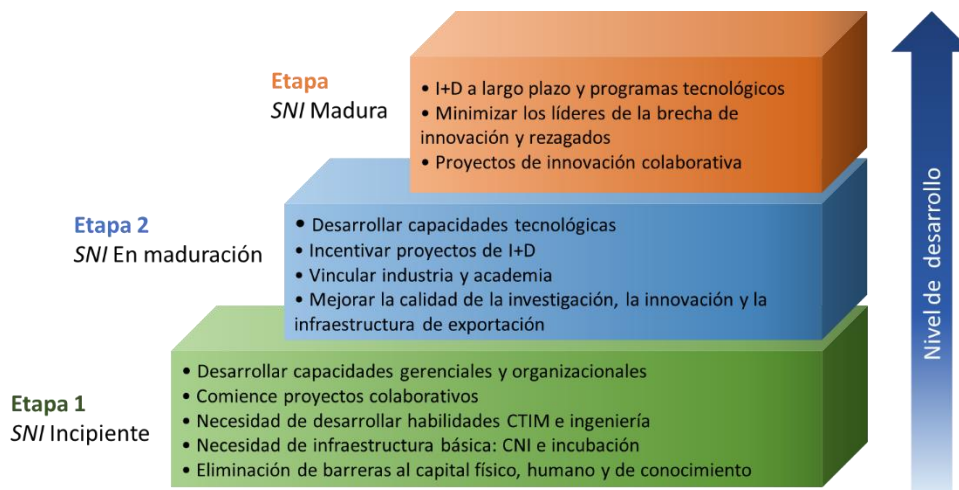 Etapa
SNI Madura
• I+D a largo plazo y programas tecnológicos
• Minimizar los líderes de la brecha de
innovación y rezagados
• Proyectos de innovación colaborativa
Etapa 2
SNI En maduración
• Desarrollar capacidades tecnológicas
• Incentivar proyectos de I+D
• Vincular industria y academia
• Mejorar la calidad de la investigación, la innovación y la
infraestructura de exportación
Etapa 1
SNI Incipiente
• Desarrollar capacidades gerenciales y organizacionales
• Comience proyectos colaborativos
• Necesidad de desarrollar habilidades CTIM e ingeniería
• Necesidad de infraestructura básica: CNI e incubación
• Eliminación de barreras al capital físico, humano y de conocimiento
Nivel de desarrollo